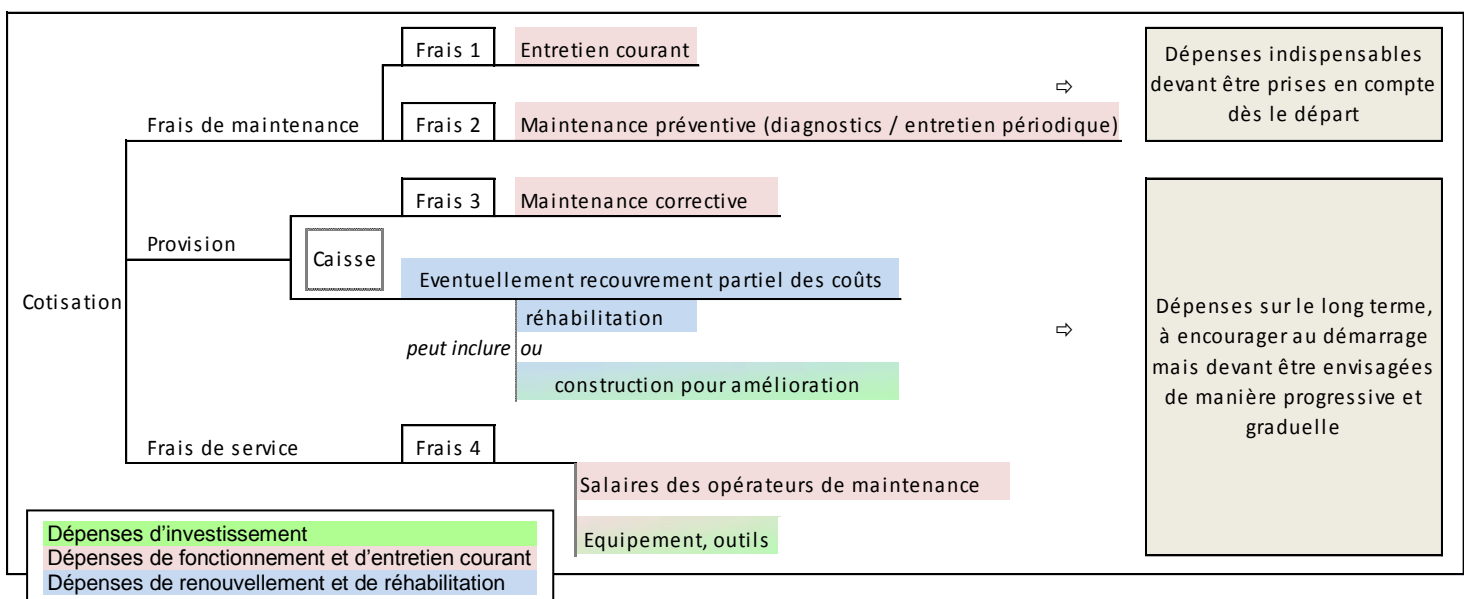 Frais 1
Entretien courant
⇨
Dépenses indispensables
devant être prises en compte
dès le départ
Frais de maintenance
Frais 2
Maintenance préventive (diagnostics / entretien périodique)
Frais 3
Maintenance corrective
Provision
Caisse
Eventuellement recouvrement partiel des coûts
Cotisation
réhabilitation
peut inclure
ou
construction pour amélioration
⇨
Dépenses sur le long terme,
à encourager au démarrage
mais devant être envisagées
de manière progressive et
graduelle
Frais de service
Frais 4
Salaires des opérateurs de maintenance
Equipement, outils
Dépenses d'investissement
Dépenses de fonctionnement et d'entretien courant
Dépenses de renouvellement et de réhabilitation